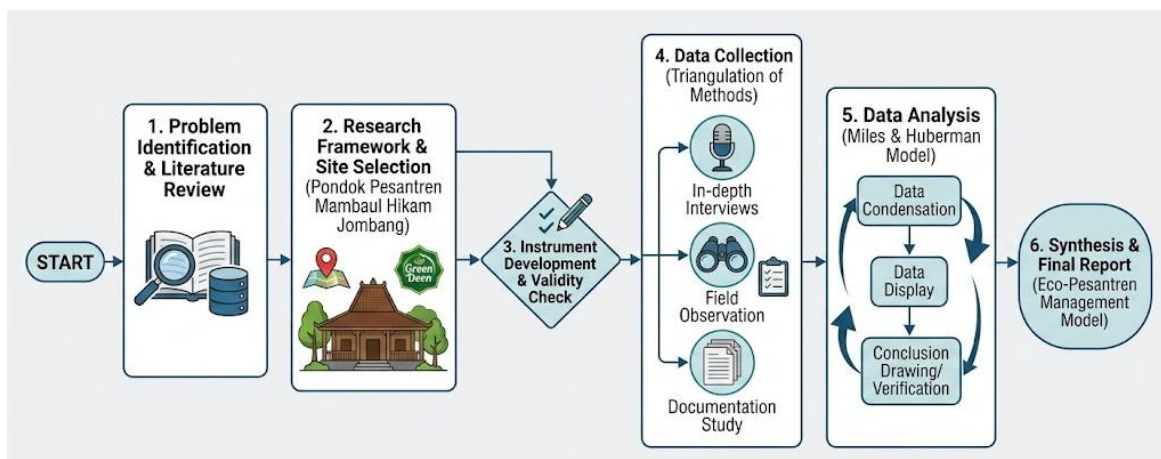 START
1. Problem
Identification
& Literature
Review
2. Research
Framework &
Site Selection
(Pondok Pesantren
Mambaul Hikam
Jombang)
Green
Deen
3. Instrument
Development
& Validity
Check
4. Data Collection
(Triangulation of
Methods)
In-depth
Interviews
Field
Observation
Documentation
Study
5. Data Analysis
(Miles & Huberman
Model)
Data
Condensation
Data
Display
Conclusion
Drawing/
Verification
6. Synthesis &
Final Report
(Eco-Pesantren
Management
Model)